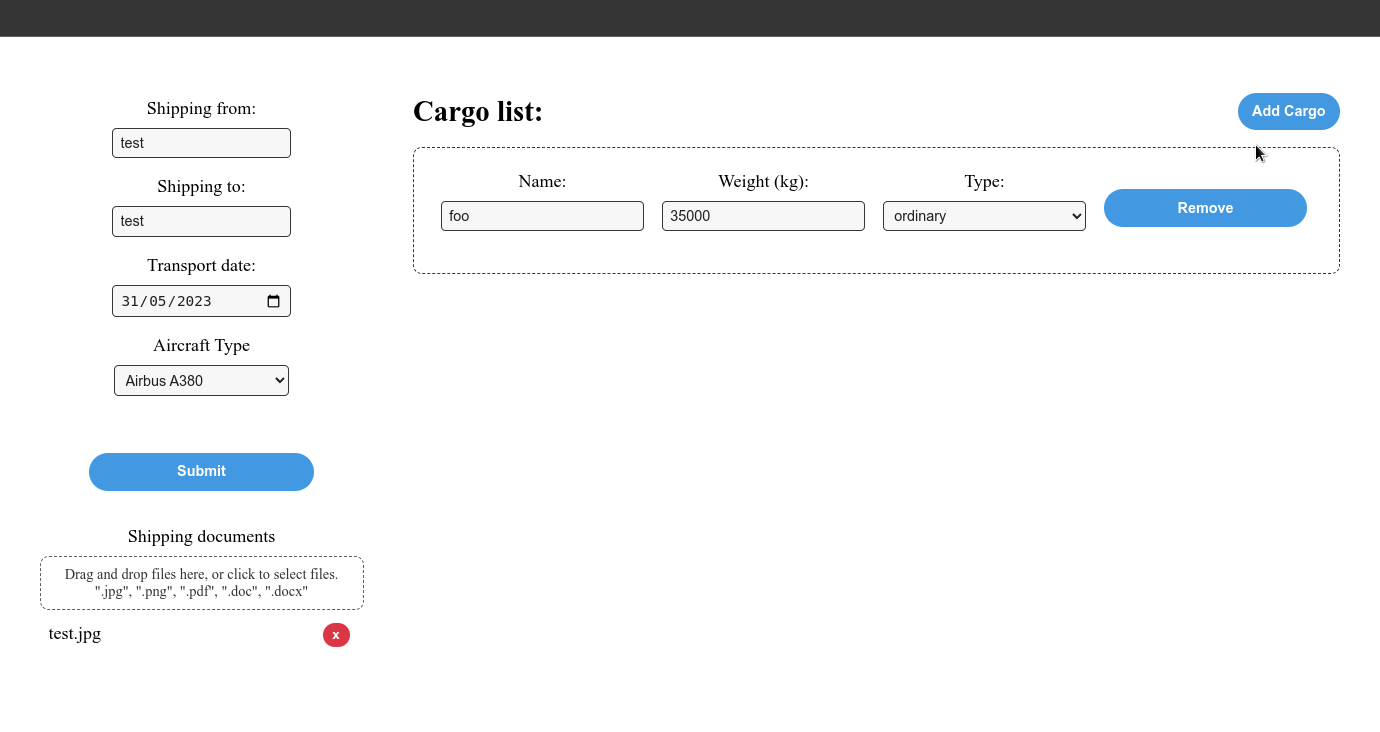 Shipping from:
test
Shipping to:
test
Transport date:
31/05/2023
Aircraft Type
Airbus A380
Submit
Shipping documents
Drag and drop files here, or click to select files.
".jpg", ".png", ".pdf", ".doc", ".docx"
test.jpg x
Cargo list: Add Cargo
Name: Weight (kg): Type:
foo 35000 ordinary Remove